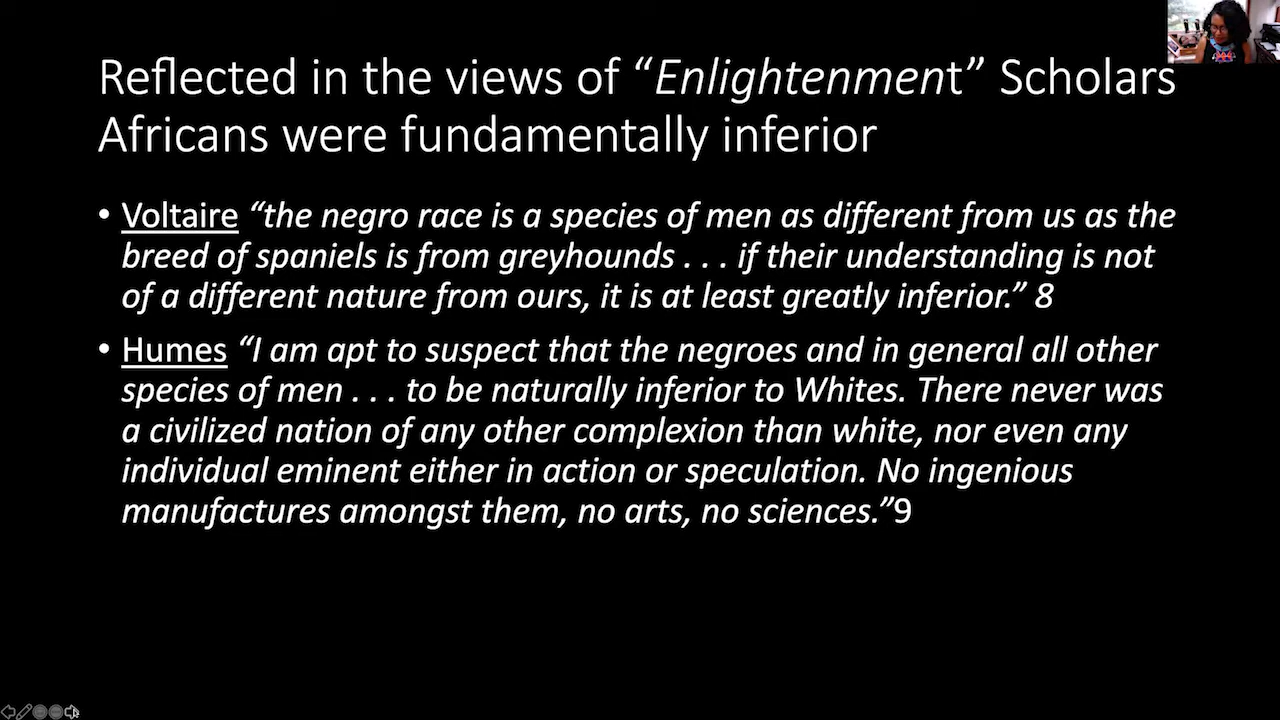 Reflected in the views of “Enlightenment” Scholars
Africans were fundamentally inferior
• Voltaire “the negro race is a species of men as different from us as the
breed of spaniels is from greyhounds . . . if their understanding is not
of a different nature from ours, it is at least greatly inferior.” 8
• Humes “I am apt to suspect that the negroes and in general all other
species of men . . . to be naturally inferior to Whites. There never was
a civilized nation of any other complexion than white, nor even any
individual eminent either in action or speculation. No ingenious
manufactures amongst them, no arts, no sciences.”9